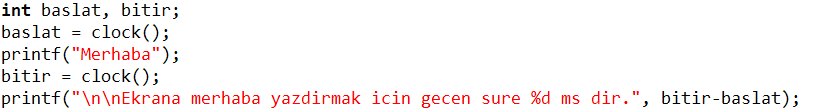 int baslat, bitir;
baslat = clock();
printf("Merhaba");
bitir = clock();
printf("\n\nEkrana merhaba yazdirmak icin gecen sure %d ms dir.", bitir-baslat);